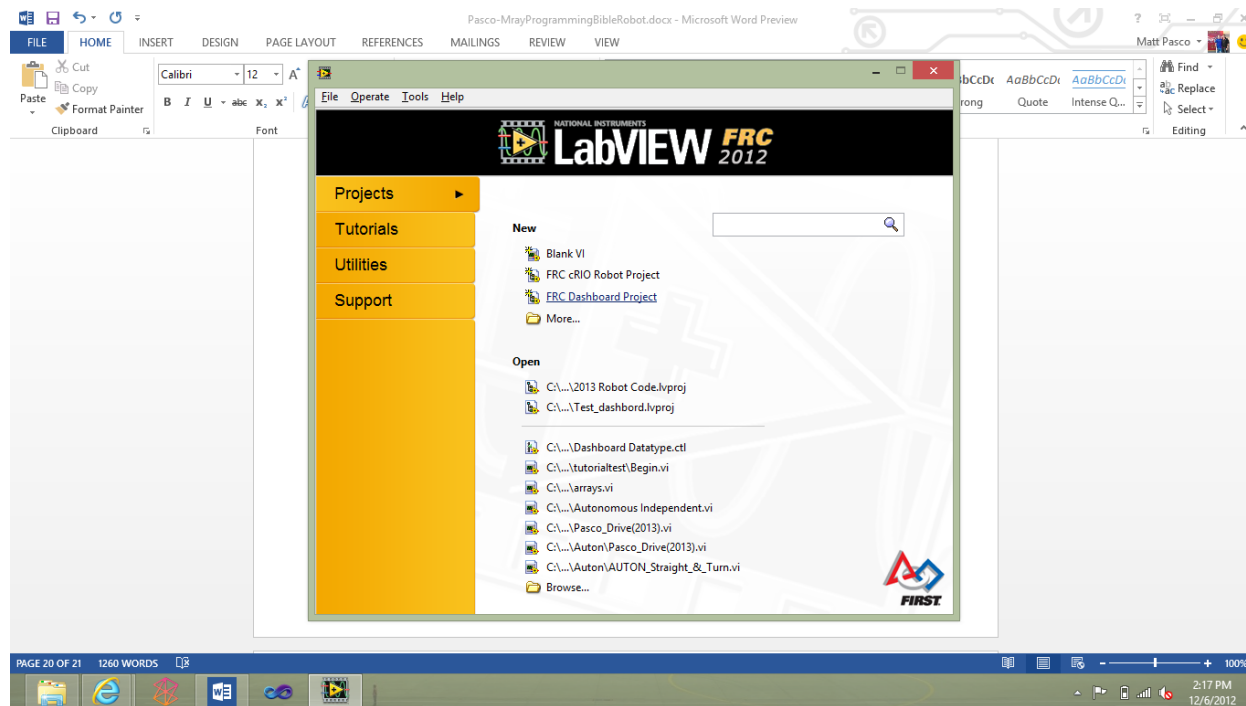 Pasco-MrayProgrammingBibleRobot.docx - Microsoft Word Preview
FILE HOME INSERT DESIGN PAGE LAYOUT REFERENCES MAILINGS REVIEW VIEW
Matt Pasco
Paste
Cut
Copy
Format Painter
Clipboard
Calibri 12 A
B I U abc X₂ X²
Font
AaBbCcDc AaBbCcDc
Quote Intense Q...
Find
Replace
Select
Editing
File Operate Tools Help
NATIONAL INSTRUMENTS
LabVIEW FRC 2012
Projects
Tutorials
Utilities
Support
New
Blank VI
FRC cRIO Robot Project
FRC Dashboard Project
More...
Open
C:\...\2013 Robot Code.lvproj
C:\...\Test_dashbord.lvproj
C:\...\Dashboard Datatype.ctl
C:\...\tutorialtest\Begin.vi
C:\...\arrays.vi
C:\...\Autonomous Independent.vi
C:\...\Pasco_Drive(2013).vi
C:\...\Auton\Pasco_Drive(2013).vi
C:\...\Auton\AUTON_Straight_&_Turn.vi
Browse...
FIRST
PAGE 20 OF 21 1260 WORDS
100%
2:17 PM
12/6/2012